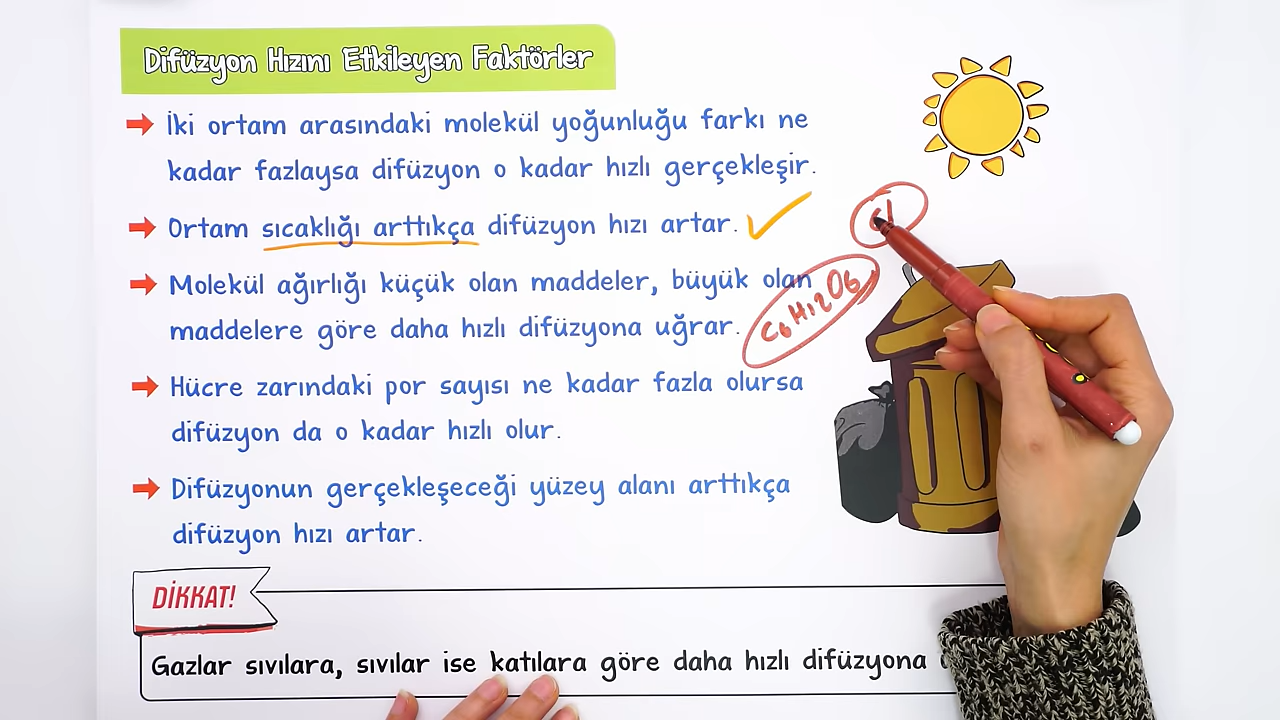 Difüzyon Hızını Etkileyen Faktörler
İki ortam arasındaki molekül yoğunluğu farkı ne
kadar fazlaysa difüzyon o kadar hızlı gerçekleşir.
Ortam sıcaklığı arttıkça difüzyon hızı artar.
Molekül ağırlığı küçük olan maddeler, büyük olan
maddelere göre daha hızlı difüzyona uğrar.
C6H12O6
Hücre zarındaki por sayısı ne kadar fazla olursa
difüzyon da o kadar hızlı olur.
Difüzyonun gerçekleşeceği yüzey alanı arttıkça
difüzyon hızı artar.
DİKKAT!
Gazlar sıvılara, sıvılar ise katılara göre daha hızlı difüzyona